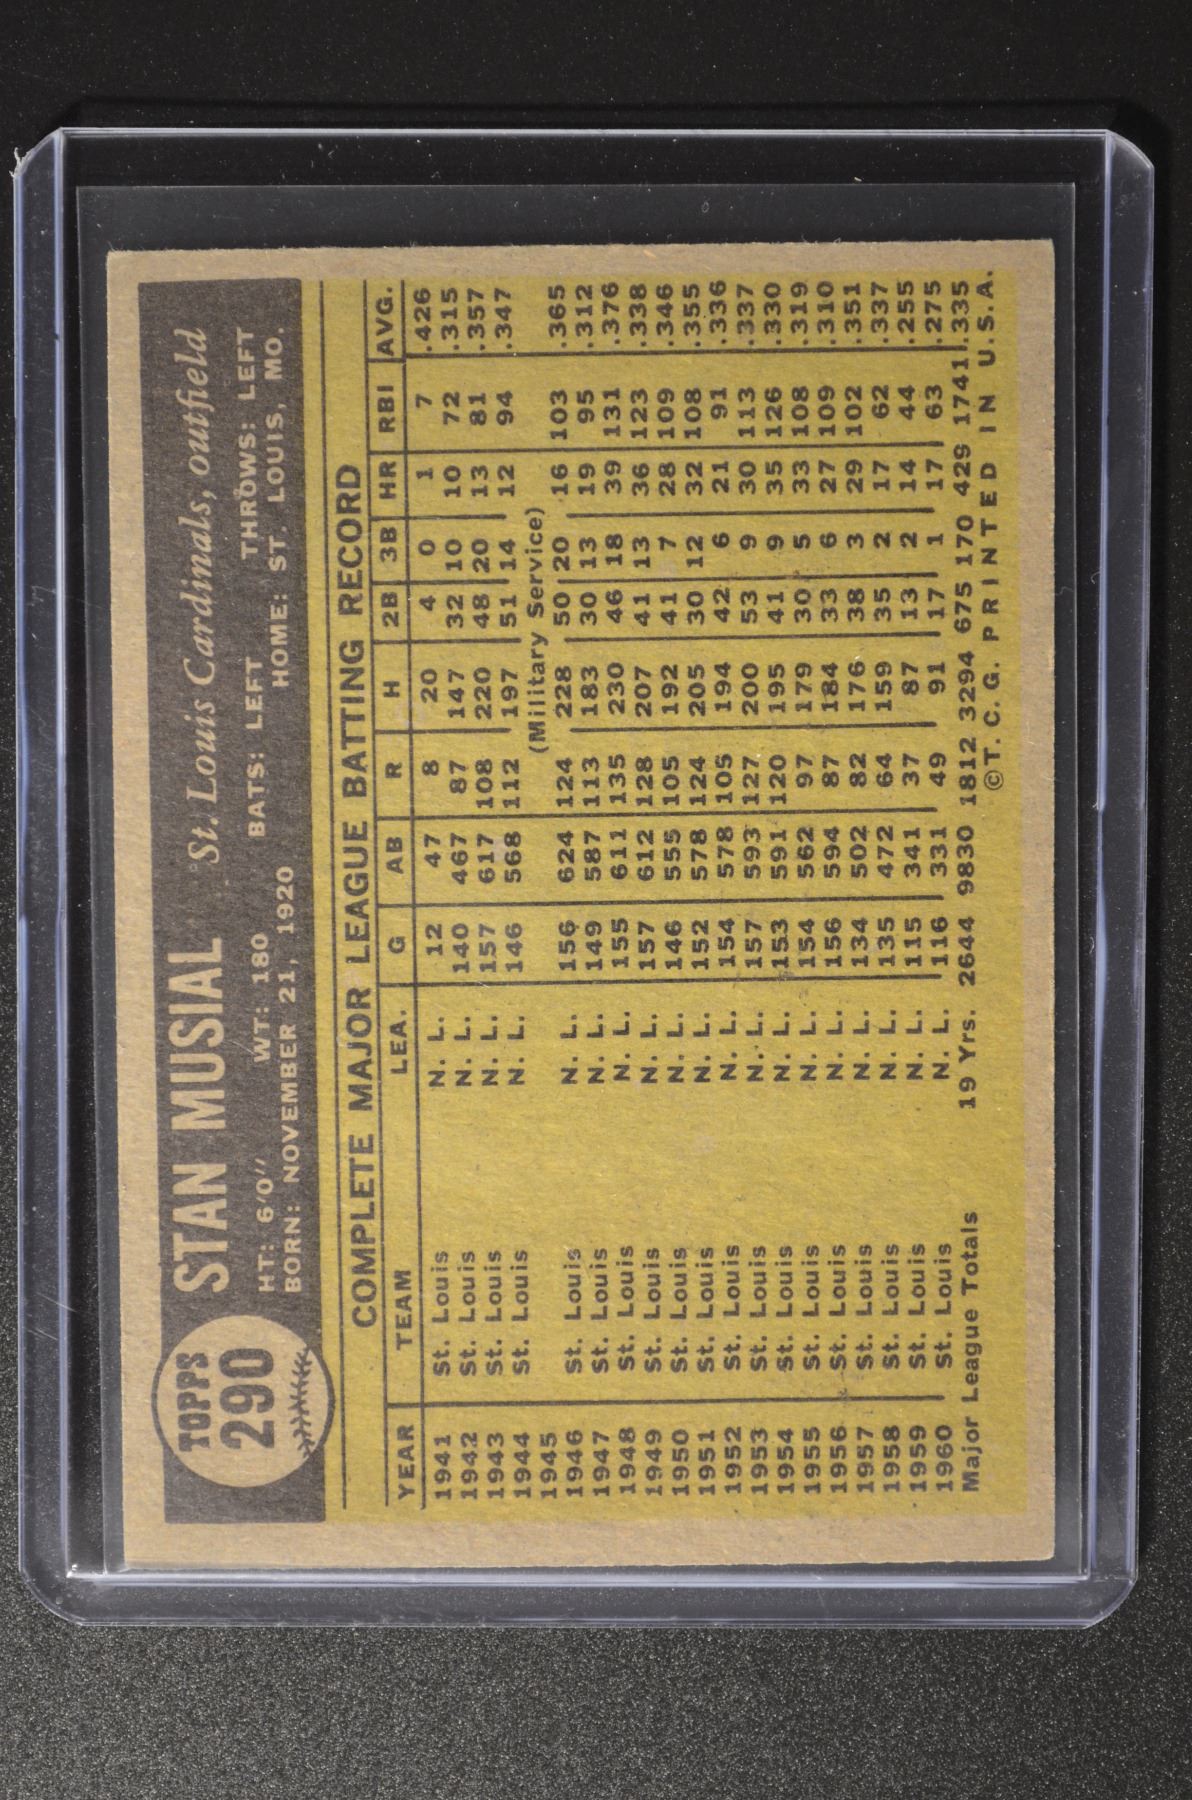 TOPPS
290
STAN MUSIAL St. Louis Cardinals, outfield
HT: 6'0" WT: 180 BATS: LEFT THROWS: LEFT
BORN: NOVEMBER 21, 1920 HOME: ST. LOUIS, MO.
COMPLETE MAJOR LEAGUE BATTING RECORD
YEAR TEAM LEA. G AB R H 2B 3B HR RBI AVG.
1941 St. Louis N. L. 12 47 8 20 4 0 1 7 .426
1942 St. Louis N. L. 140 467 87 147 32 10 10 72 .315
1943 St. Louis N. L. 157 617 108 220 48 20 13 81 .357
1944 St. Louis N. L. 146 568 112 197 51 14 12 94 .347
1945 (Military Service)
1946 St. Louis N. L. 156 624 124 228 50 20 16 103 .365
1947 St. Louis N. L. 149 587 113 183 30 13 19 95 .312
1948 St. Louis N. L. 155 611 135 230 46 18 39 131 .376
1949 St. Louis N. L. 157 612 128 207 41 13 36 123 .338
1950 St. Louis N. L. 146 555 105 192 41 7 28 109 .346
1951 St. Louis N. L. 152 578 124 205 30 12 32 108 .355
1952 St. Louis N. L. 154 578 105 194 42 6 21 91 .336
1953 St. Louis N. L. 157 593 127 200 53 9 30 113 .337
1954 St. Louis N. L. 153 591 120 195 41 9 35 126 .330
1955 St. Louis N. L. 154 562 97 179 30 5 33 108 .319
1956 St. Louis N. L. 156 594 87 184 33 6 27 109 .310
1957 St. Louis N. L. 134 502 82 176 38 3 29 102 .351
1958 St. Louis N. L. 135 472 64 159 35 2 17 62 .337
1959 St. Louis N. L. 115 341 37 87 13 2 14 44 .255
1960 St. Louis N. L. 116 331 49 91 17 1 17 63 .275
Major League Totals 19 Yrs. 2644 9830 1812 3294 675 170 429 1741 .335
©T. C. G. PRINTED IN U.S.A.